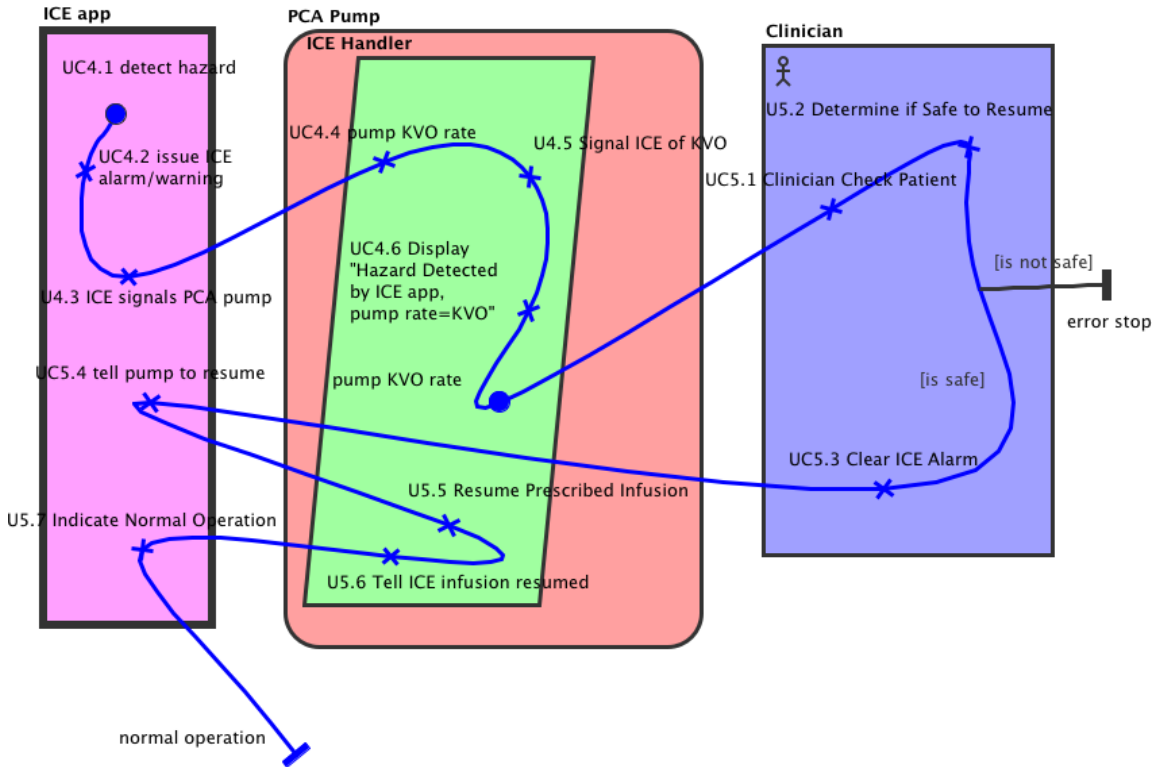 ICE app
PCA Pump
ICE Handler
Clinician
UC4.1 detect hazard
UC4.2 issue ICE
alarm/warning
U4.3 ICE signals PCA pump
UC4.4 pump KVO rate
U4.5 Signal ICE of KVO
UC4.6 Display
"Hazard Detected
by ICE app,
pump rate=KVO"
pump KVO rate
UC5.1 Clinician Check Patient
U5.2 Determine if Safe to Resume
[is not safe]
error stop
[is safe]
UC5.3 Clear ICE Alarm
UC5.4 tell pump to resume
U5.5 Resume Prescribed Infusion
U5.6 Tell ICE infusion resumed
U5.7 Indicate Normal Operation
normal operation